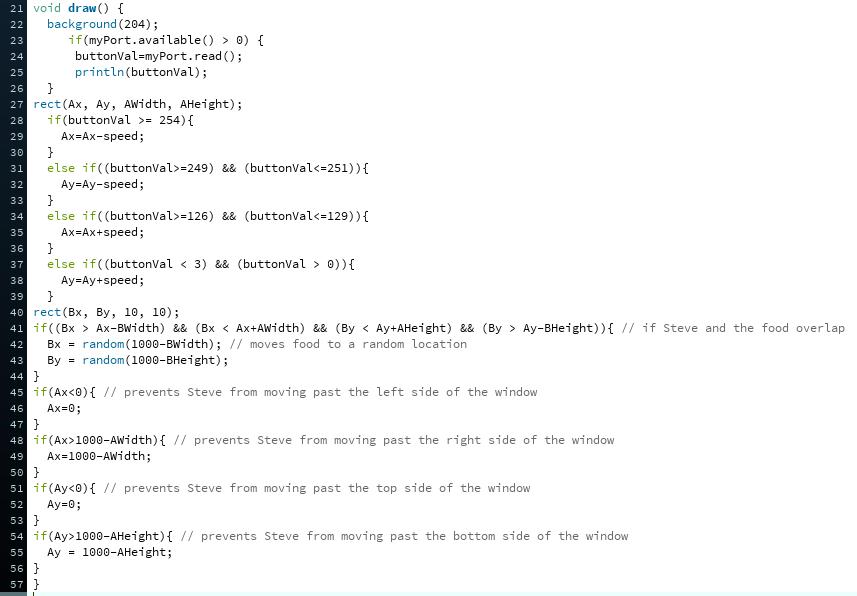 21 void draw() {
22   background(204);
23      if(myPort.available() > 0) {
24       buttonVal=myPort.read();
25       println(buttonVal);
26   }
27 rect(Ax, Ay, AWidth, AHeight);
28   if(buttonVal >= 254){
29     Ax=Ax-speed;
30   }
31   else if((buttonVal>=249) && (buttonVal<=251)){
32     Ay=Ay-speed;
33   }
34   else if((buttonVal>=126) && (buttonVal<=129)){
35     Ax=Ax+speed;
36   }
37   else if((buttonVal < 3) && (buttonVal > 0)){
38     Ay=Ay+speed;
39   }
40 rect(Bx, By, 10, 10);
41 if((Bx > Ax-BWidth) && (Bx < Ax+AWidth) && (By < Ay+AHeight) && (By > Ay-BHeight)){ // if Steve and the food overlap
42   Bx = random(1000-BWidth); // moves food to a random location
43   By = random(1000-BHeight);
44 }
45 if(Ax<0){ // prevents Steve from moving past the left side of the window
46   Ax=0;
47 }
48 if(Ax>1000-AWidth){ // prevents Steve from moving past the right side of the window
49   Ax=1000-AWidth;
50 }
51 if(Ay<0){ // prevents Steve from moving past the top side of the window
52   Ay=0;
53 }
54 if(Ay>1000-AHeight){ // prevents Steve from moving past the bottom side of the window
55   Ay = 1000-AHeight;
56 }
57 }